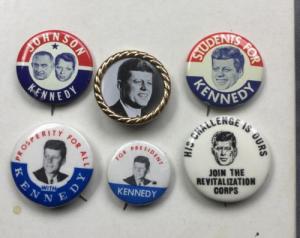 JOHNSON
KENNEDY
STUDENTS FOR
KENNEDY
PROSPERITY FOR ALL
WITH
KENNEDY
FOR PRESIDENT
KENNEDY
HIS CHALLENGE IS OURS
JOIN THE
REVITALIZATION
CORPS